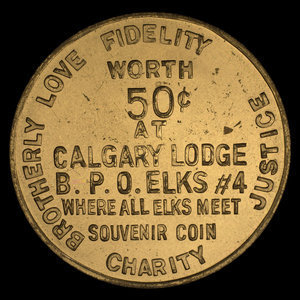 BROTHERLY LOVE FIDELITY JUSTICE
CHARITY
WORTH
50¢
AT
CALGARY LODGE
B. P. O. ELKS #4
WHERE ALL ELKS MEET
SOUVENIR COIN